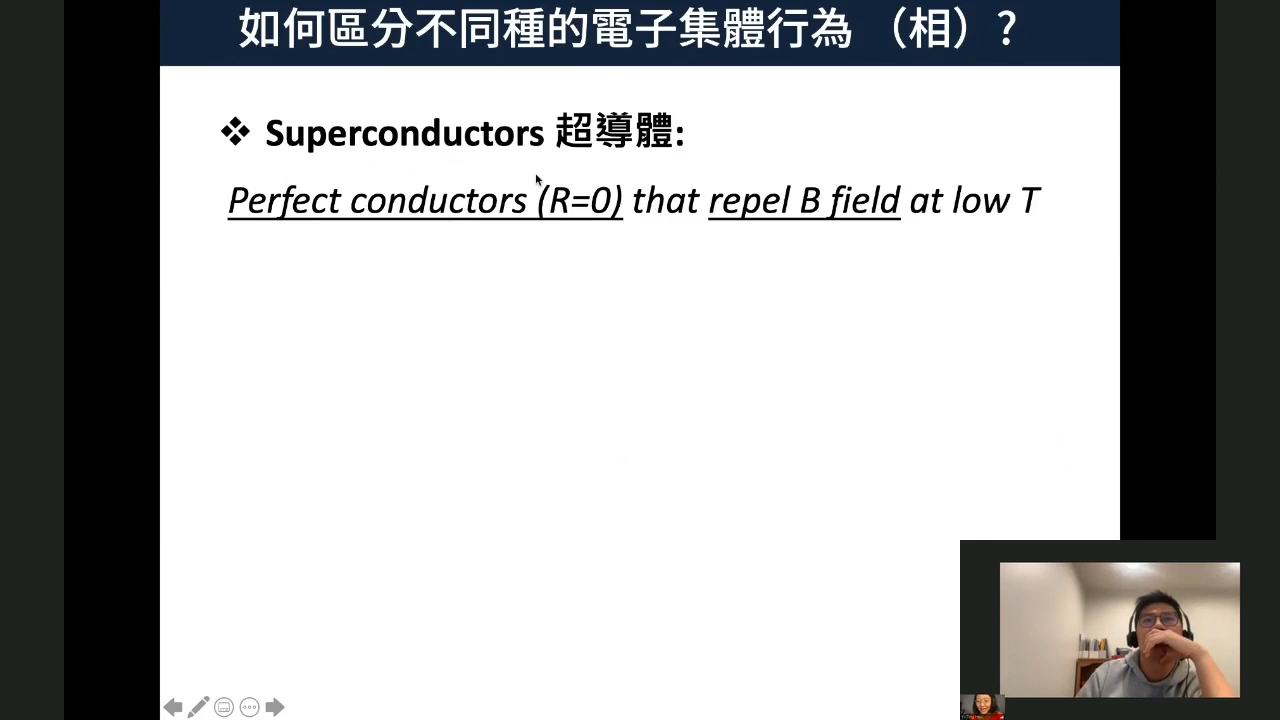 如何區分不同種的電子集體行為 （相）?
❖ Superconductors 超導體:
Perfect conductors (R=0) that repel B field at low T